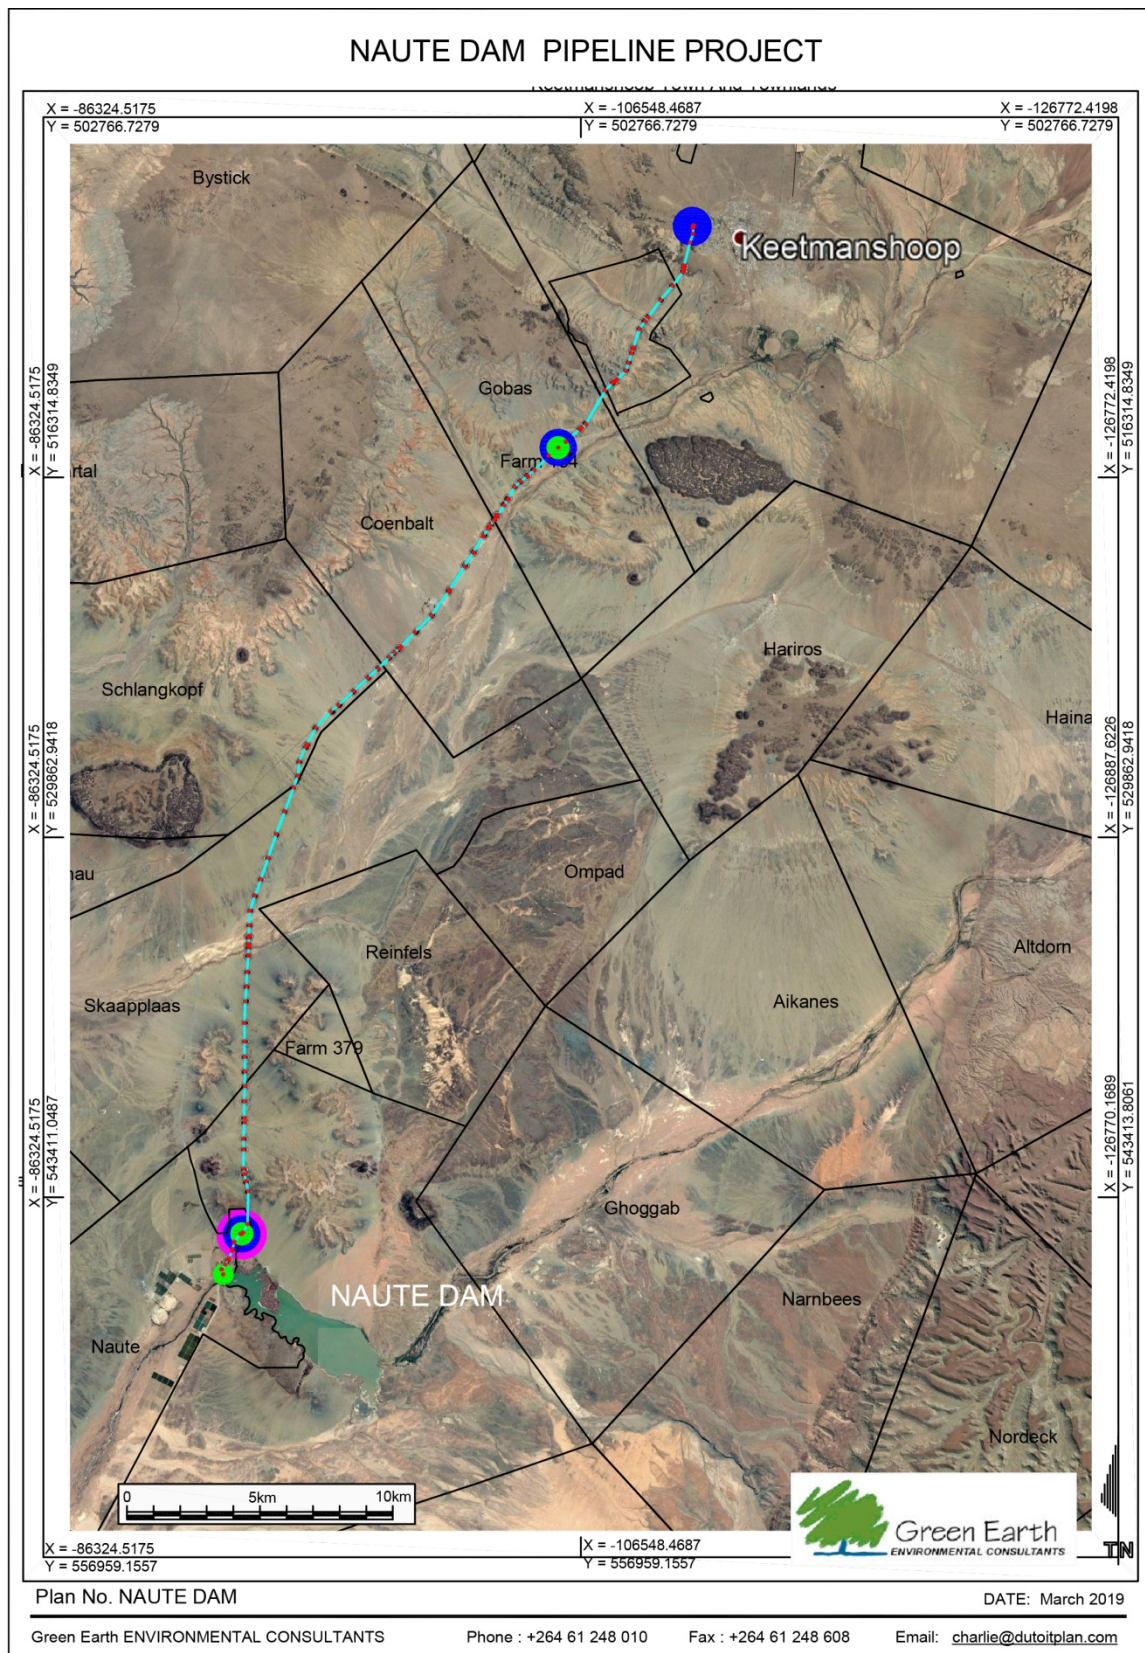 NAUTE DAM PIPELINE PROJECT
Keetmanshoop Town And Townlands
X = -86324.5175
Y = 502766.7279
X = -106548.4687
Y = 502766.7279
X = -126772.4198
Y = 502766.7279
Bystick
Keetmanshoop
X = -86324.5175
Y = 516314.8349
X = -126772.4198
Y = 516314.8349
Gobas
Farm
Coenbalt
Hariros
Schlangkopf
Haina
X = -86324.5175
Y = 529862.9418
X = -126887.6226
Y = 529862.9418
Ompad
Reinfels
Altdorn
Skaapplaas
Aikanes
Farm 379
X = -86324.5175
Y = 543411.0487
X = -126770.1689
Y = 543413.8061
Ghoggab
NAUTE DAM
Narnbees
Naute
Nordeck
0 5km 10km
Green Earth
ENVIRONMENTAL CONSULTANTS
TN
X = -86324.5175
Y = 556959.1557
X = -106548.4687
Y = 556959.1557
Plan No. NAUTE DAM
DATE: March 2019
Green Earth ENVIRONMENTAL CONSULTANTS Phone : +264 61 248 010 Fax : +264 61 248 608 Email: charlie@dutoitplan.com